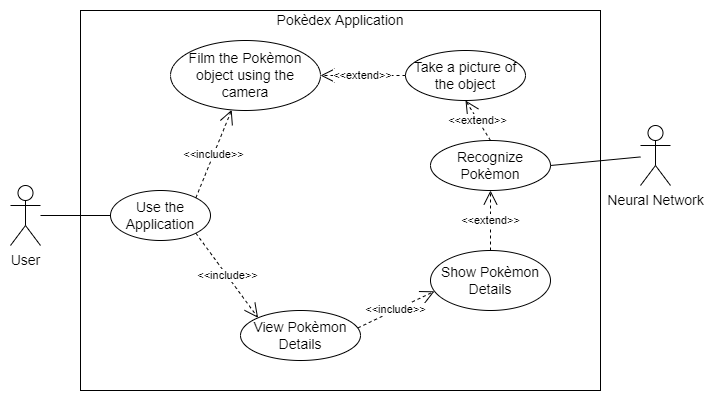 Pokèdex Application
Film the Pokèmon
object using the
camera
<<extend>>
Take a picture of
the object
<<extend>>
<<include>>
Recognize
Pokèmon
Neural Network
Use the
Application
<<extend>>
User
<<include>>
Show Pokèmon
Details
<<include>>
View Pokèmon
Details